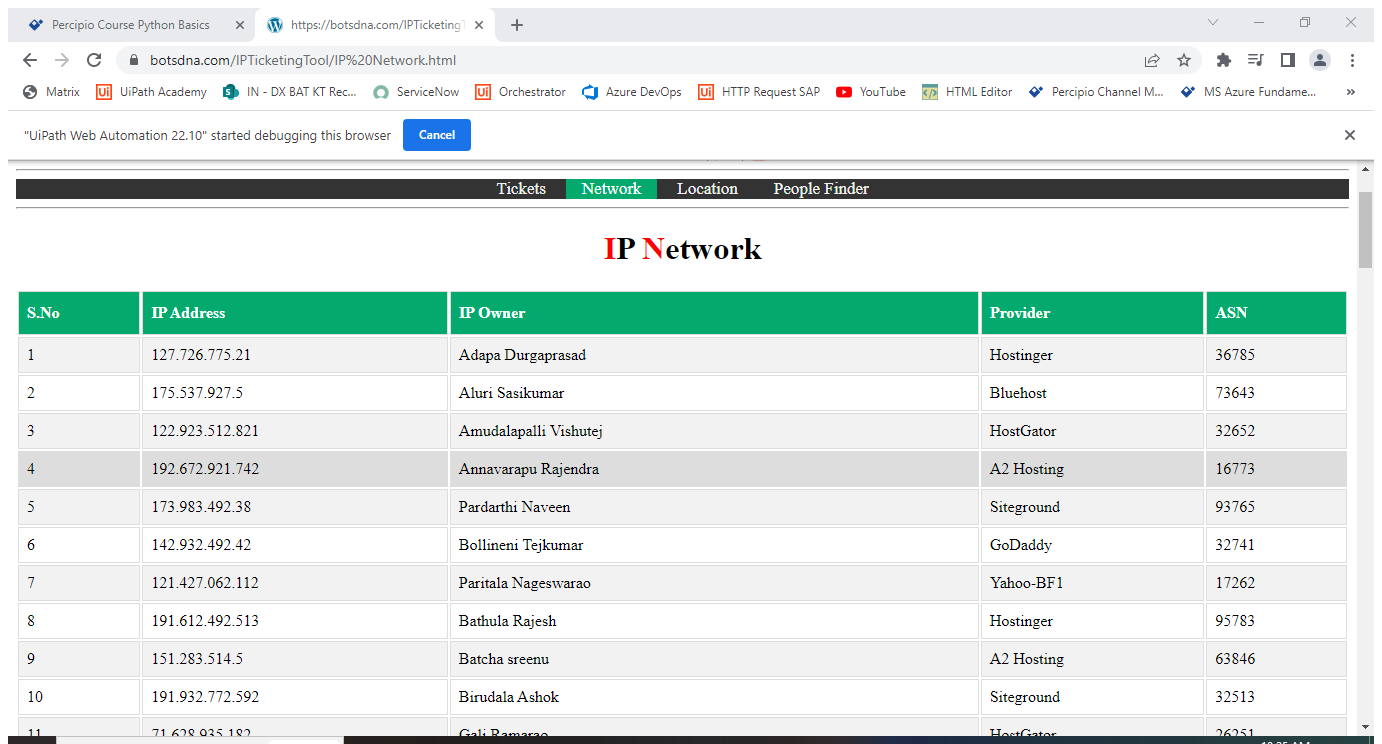 Percipio Course Python Basics
https://botsdna.com/IPTicketingT
botsdna.com/IPTicketingTool/IP%20Network.html
Matrix UiPath Academy IN - DX BAT KT Rec... ServiceNow Orchestrator Azure DevOps HTTP Request SAP YouTube HTML Editor Percipio Channel M... MS Azure Fundame... »
"UiPath Web Automation 22.10" started debugging this browser Cancel
Tickets Network Location People Finder
IP Network
S.No IP Address IP Owner Provider ASN
1 127.726.775.21 Adapa Durgaprasad Hostinger 36785
2 175.537.927.5 Aluri Sasikumar Bluehost 73643
3 122.923.512.821 Amudalapalli Vishutej HostGator 32652
4 192.672.921.742 Annavarapu Rajendra A2 Hosting 16773
5 173.983.492.38 Pardarthi Naveen Siteground 93765
6 142.932.492.42 Bollineni Tejkumar GoDaddy 32741
7 121.427.062.112 Paritala Nageswarao Yahoo-BF1 17262
8 191.612.492.513 Bathula Rajesh Hostinger 95783
9 151.283.514.5 Batcha sreenu A2 Hosting 63846
10 191.932.772.592 Birudala Ashok Siteground 32513
11 71.628.935.182 Gali Ramarao HostGator 26251